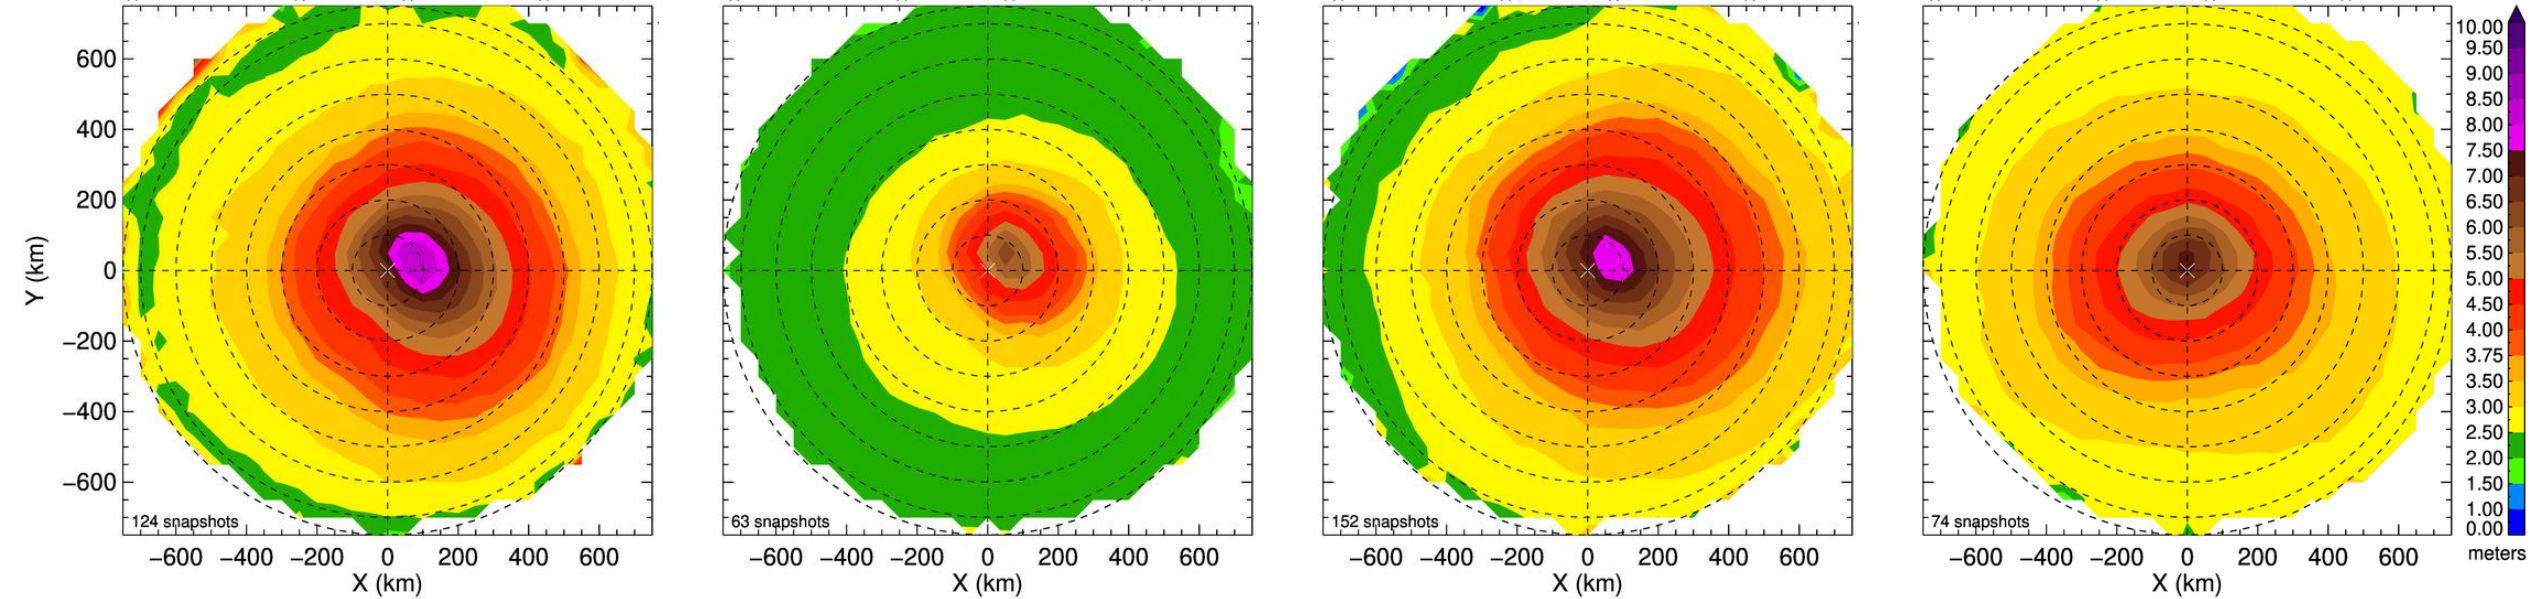 600
400
200
0
−200
−400
−600
Y (km)
124 snapshots
−600 −400 −200 0 200 400 600
X (km)
63 snapshots
−600 −400 −200 0 200 400 600
X (km)
152 snapshots
−600 −400 −200 0 200 400 600
X (km)
74 snapshots
−600 −400 −200 0 200 400 600
X (km)
10.00
9.50
9.00
8.50
8.00
7.50
7.00
6.50
6.00
5.00
4.50
4.00
3.75
3.50
3.00
2.50
2.00
1.50
1.00
0.00
meters